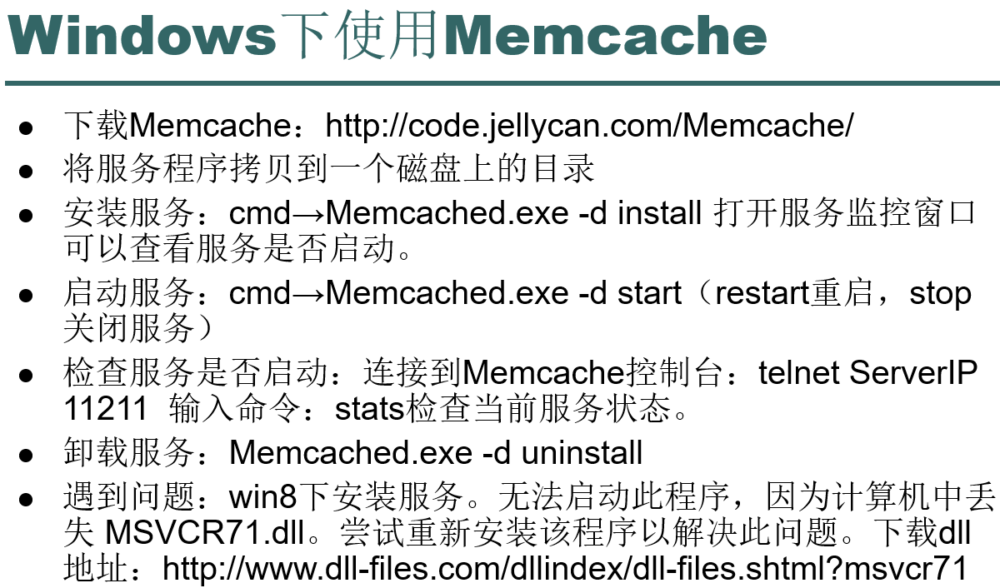 Windows下使用Memcache
● 下载Memcache：http://code.jellycan.com/Memcache/
● 将服务程序拷贝到一个磁盘上的目录
● 安装服务：cmd→Memcached.exe -d install 打开服务监控窗口
可以查看服务是否启动。
● 启动服务：cmd→Memcached.exe -d start（restart重启，stop
关闭服务）
● 检查服务是否启动：连接到Memcache控制台：telnet ServerIP
11211  输入命令：stats检查当前服务状态。
● 卸载服务：Memcached.exe -d uninstall
● 遇到问题：win8下安装服务。无法启动此程序，因为计算机中丢
失 MSVCR71.dll。尝试重新安装该程序以解决此问题。下载dll
地址：http://www.dll-files.com/dllindex/dll-files.shtml?msvcr71